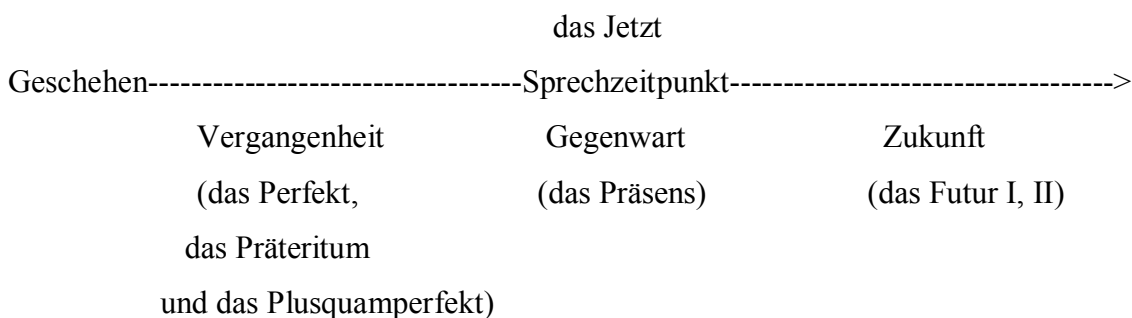 das Jetzt
Geschehen-----------------------------------Sprechzeitpunkt------------------------------------>
Vergangenheit Gegenwart Zukunft
(das Perfekt, (das Präsens) (das Futur I, II)
das Präteritum
und das Plusquamperfekt)